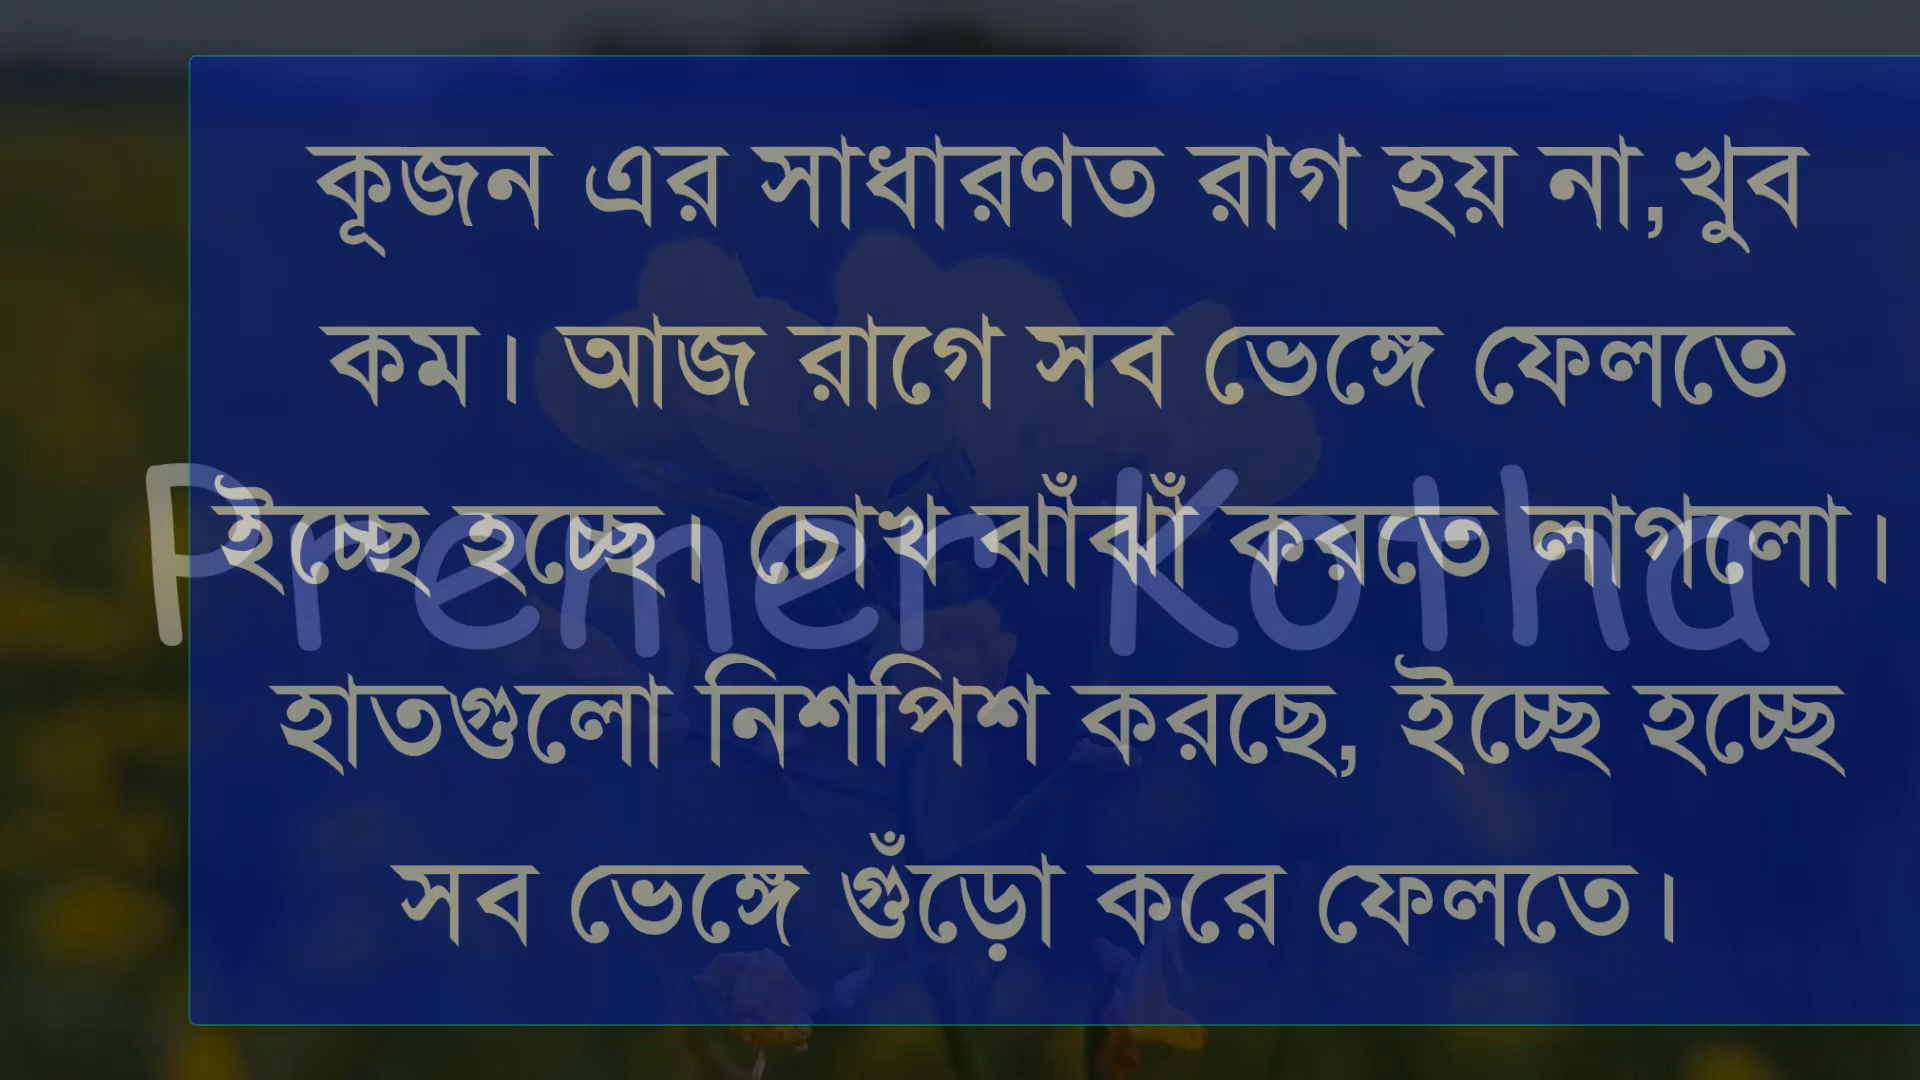 কূজন এর সাধারণত রাগ হয় না,খুব
কম। আজ রাগে সব ভেঙ্গে ফেলতে
ইচ্ছে হচ্ছে। চোখ ঝাঁঝাঁ করতে লাগলো।
Premer Kotha
হাতগুলো নিশপিশ করছে, ইচ্ছে হচ্ছে
সব ভেঙ্গে গুঁড়ো করে ফেলতে।